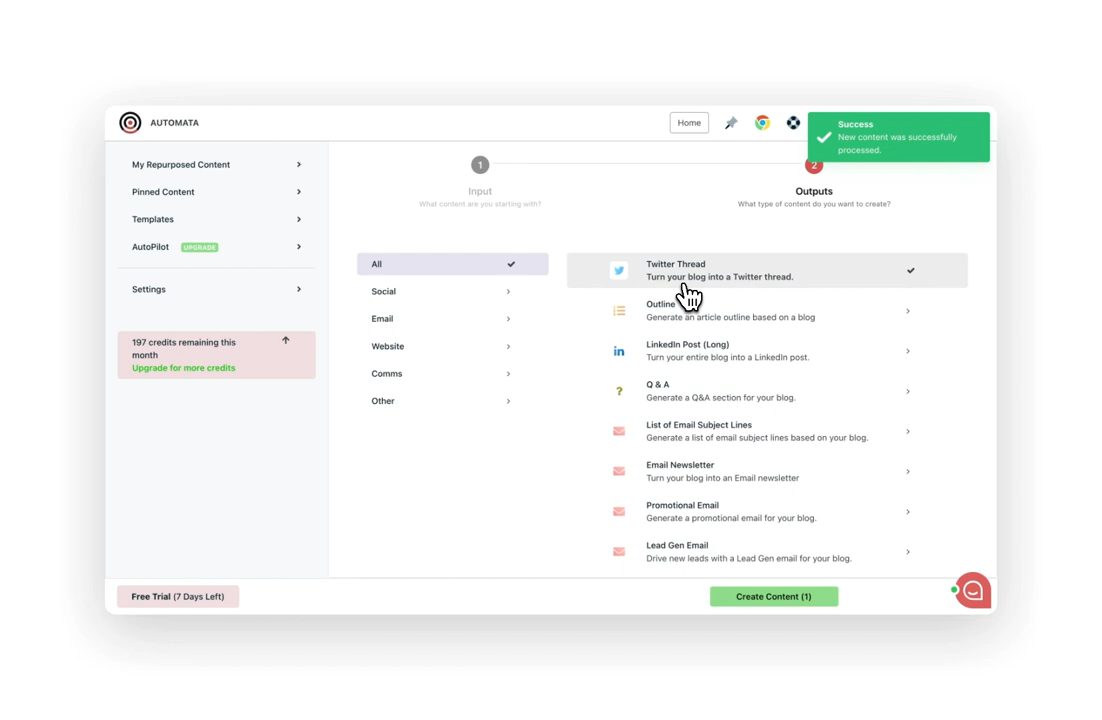 AUTOMATA
Home
Success
New content was successfully
processed.
My Repurposed Content
Pinned Content
Templates
AutoPilot UPGRADE
Settings
197 credits remaining this
month
Upgrade for more credits
1
Input
What content are you starting with?
2
Outputs
What type of content do you want to create?
All
Social
Email
Website
Comms
Other
Twitter Thread
Turn your blog into a Twitter thread.
Outline
Generate an article outline based on a blog
LinkedIn Post (Long)
Turn your entire blog into a LinkedIn post.
Q & A
Generate a Q&A section for your blog.
List of Email Subject Lines
Generate a list of email subject lines based on your blog.
Email Newsletter
Turn your blog into an Email newsletter
Promotional Email
Generate a promotional email for your blog.
Lead Gen Email
Drive new leads with a Lead Gen email for your blog.
Free Trial (7 Days Left)
Create Content (1)